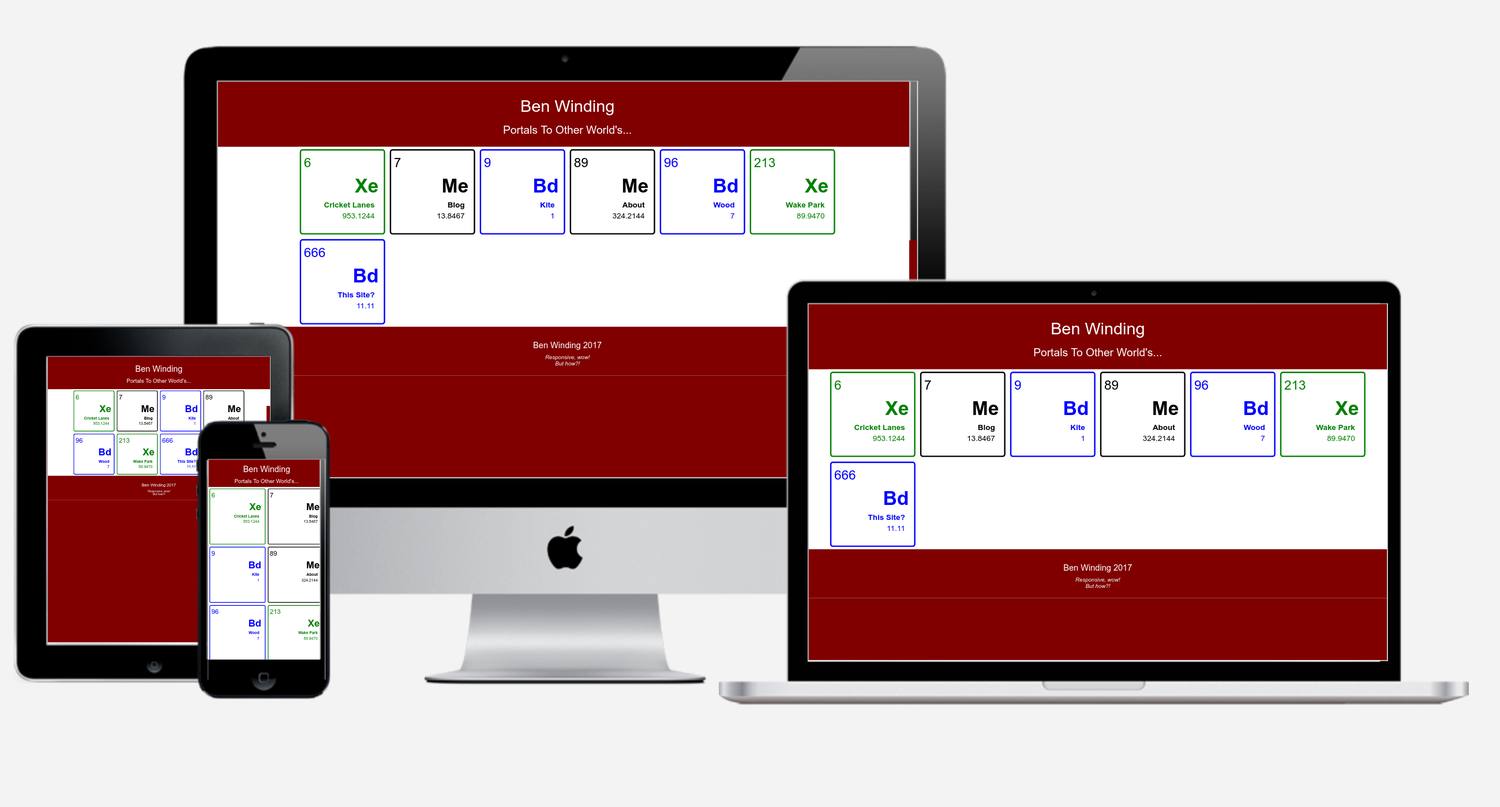 Ben Winding
Portals To Other World's...
6
Xe
Cricket Lanes
953.1244
7
Me
Blog
13.8467
9
Bd
Kite
1
89
Me
About
324.2144
96
Bd
Wood
7
213
Xe
Wake Park
89.9470
666
Bd
This Site?
11.11
Ben Winding 2017
Responsive, wow!
But how?!
Ben Winding
Portals To Other World's...
6
Xe
Cricket Lanes
953.1244
7
Me
Blog
13.8467
9
Bd
Kite
1
89
Me
About
324.2144
96
Bd
Wood
7
213
Xe
Wake Park
89.9470
666
Bd
This Site?
11.11
Ben Winding 2017
Responsive, wow!
But how?!
Ben Winding
Portals To Other World's...
6
Xe
Cricket Lanes
953.1244
7
Me
Blog
13.8467
9
Bd
Kite
1
89
Me
About
96
Bd
Wood
7
213
Xe
Wake Park
89.9470
666
Bd
This Site?
Ben Winding 2017
Responsive, wow!
But how?!
Ben Winding
Portals To Other World's...
6
Xe
Cricket Lanes
953.1244
7
Me
Blog
13.8467
9
Bd
Kite
1
89
Me
About
324.2144
96
Bd
Wood
7
213
Xe
Wake Park
89.9470